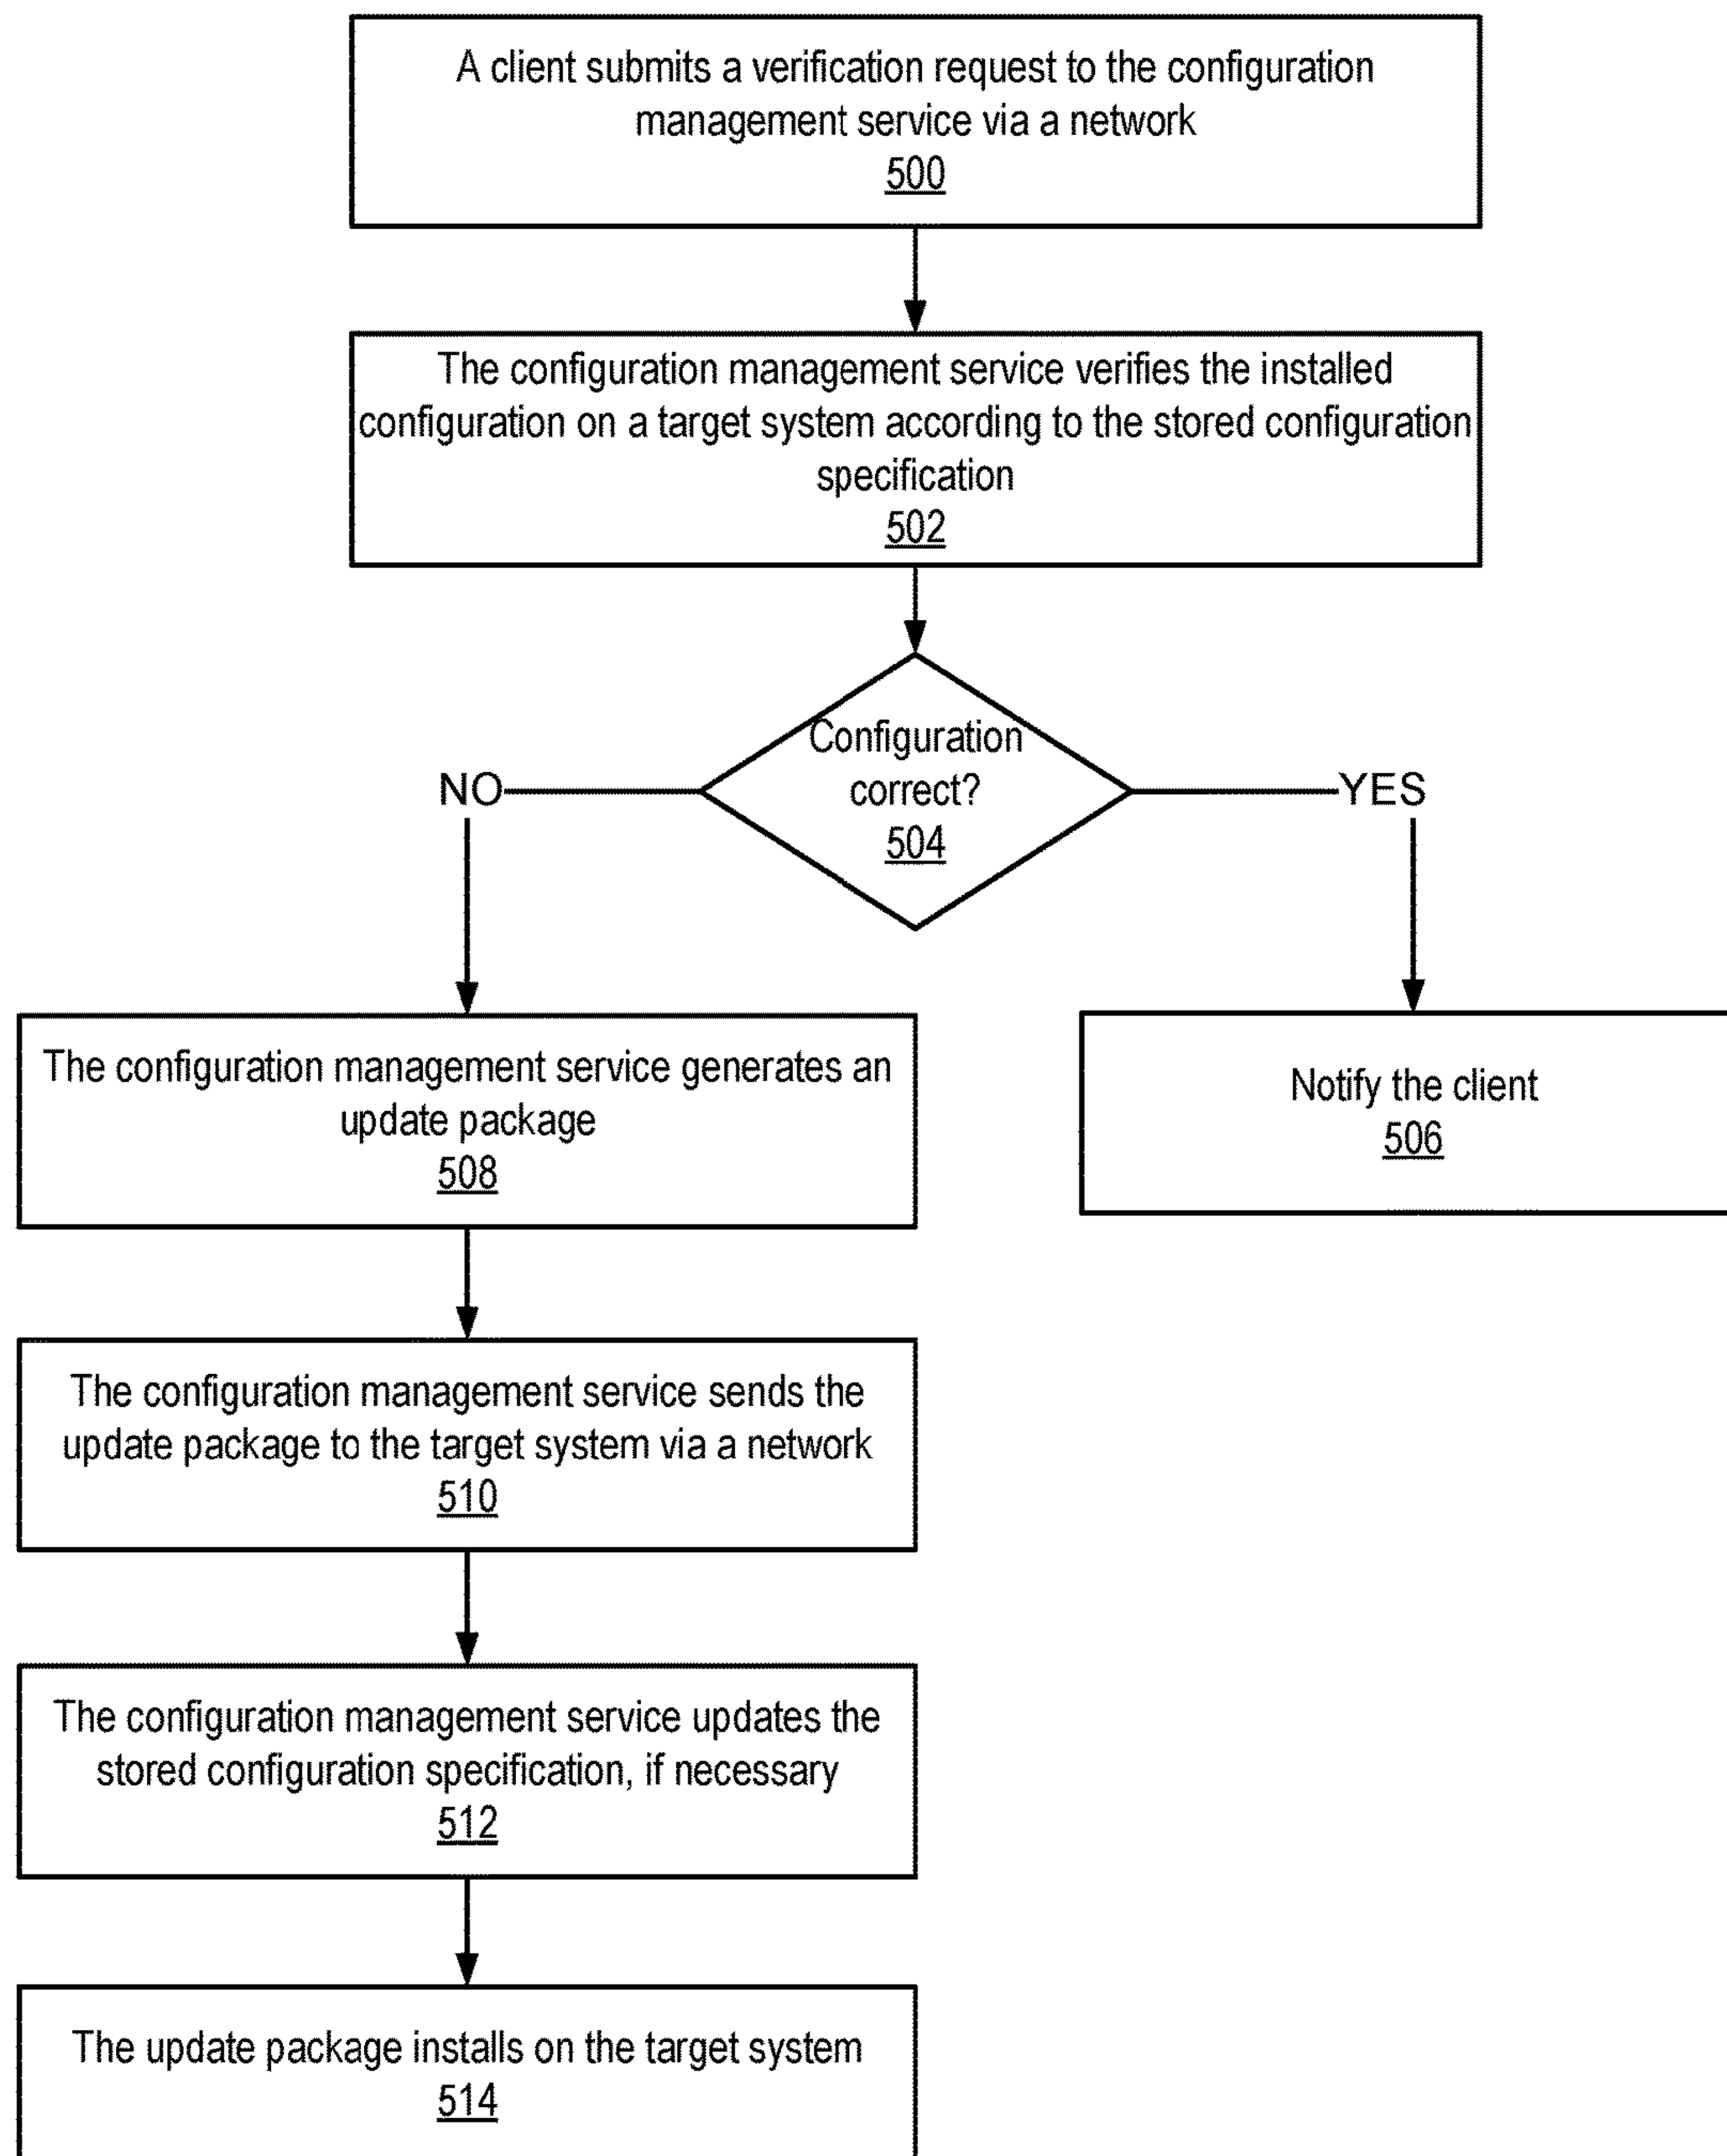 A client submits a verification request to the configuration
management service via a network
500
The configuration management service verifies the installed
configuration on a target system according to the stored configuration
specification
502
Configuration
correct?
504
NO
YES
The configuration management service generates an
update package
508
Notify the client
506
The configuration management service sends the
update package to the target system via a network
510
The configuration management service updates the
stored configuration specification, if necessary
512
The update package installs on the target system
514